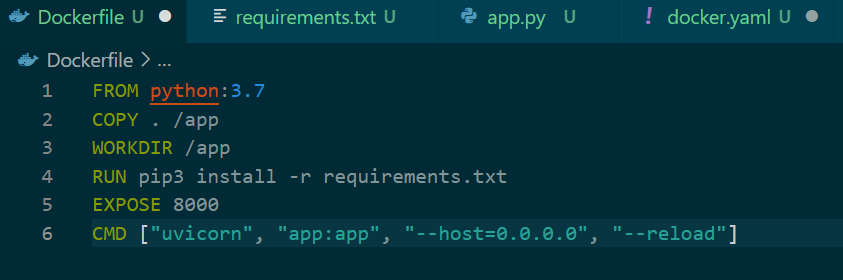 Dockerfile U requirements.txt U app.py U ! docker.yaml U
Dockerfile > ...
1 FROM python:3.7
2 COPY . /app
3 WORKDIR /app
4 RUN pip3 install -r requirements.txt
5 EXPOSE 8000
6 CMD ["uvicorn", "app:app", "--host=0.0.0.0", "--reload"]